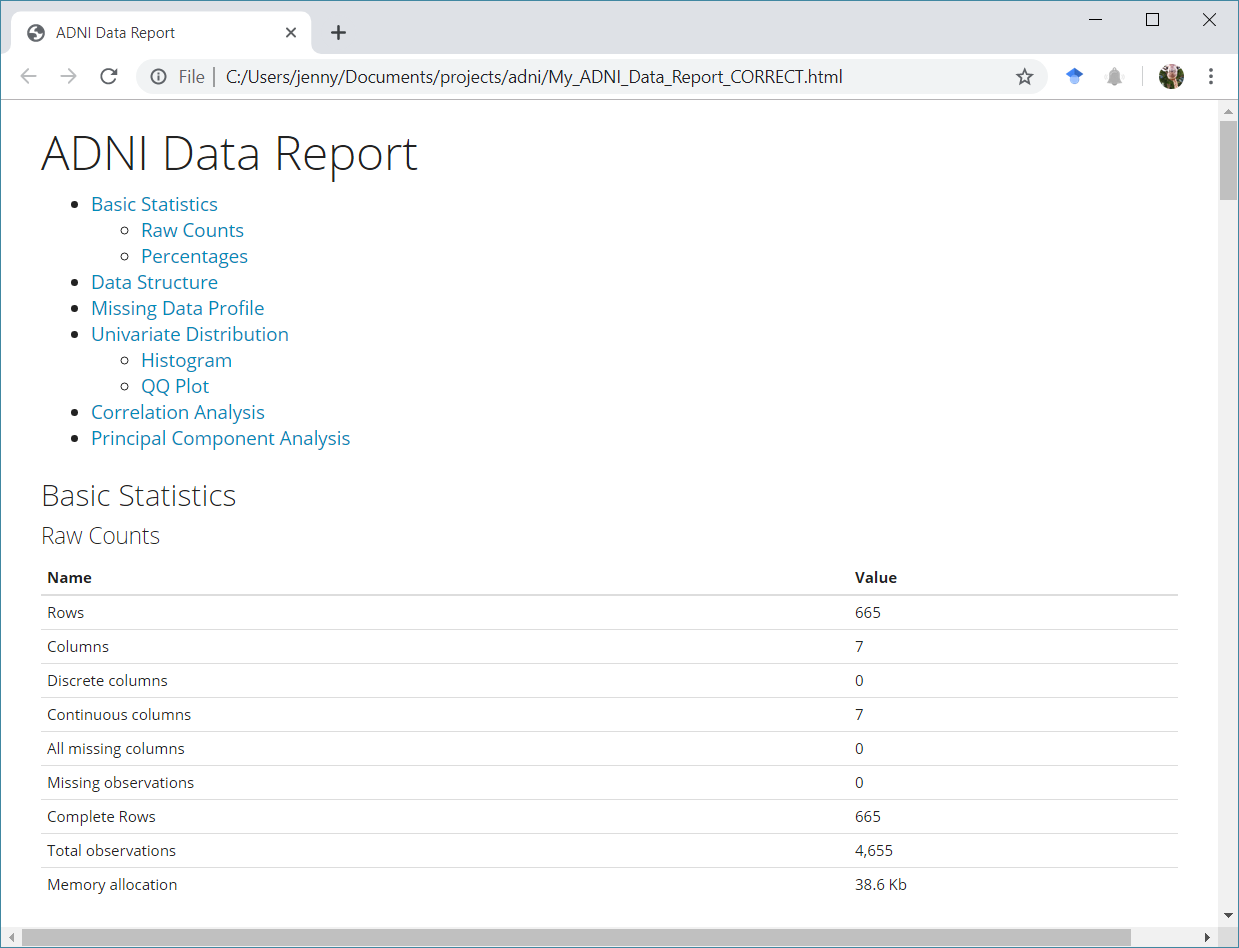 ADNI Data Report
File | C:/Users/jenny/Documents/projects/adni/My_ADNI_Data_Report_CORRECT.html
ADNI Data Report
Basic Statistics
Raw Counts
Percentages
Data Structure
Missing Data Profile
Univariate Distribution
Histogram
QQ Plot
Correlation Analysis
Principal Component Analysis
Basic Statistics
Raw Counts
Name Value
Rows 665
Columns 7
Discrete columns 0
Continuous columns 7
All missing columns 0
Missing observations 0
Complete Rows 665
Total observations 4,655
Memory allocation 38.6 Kb